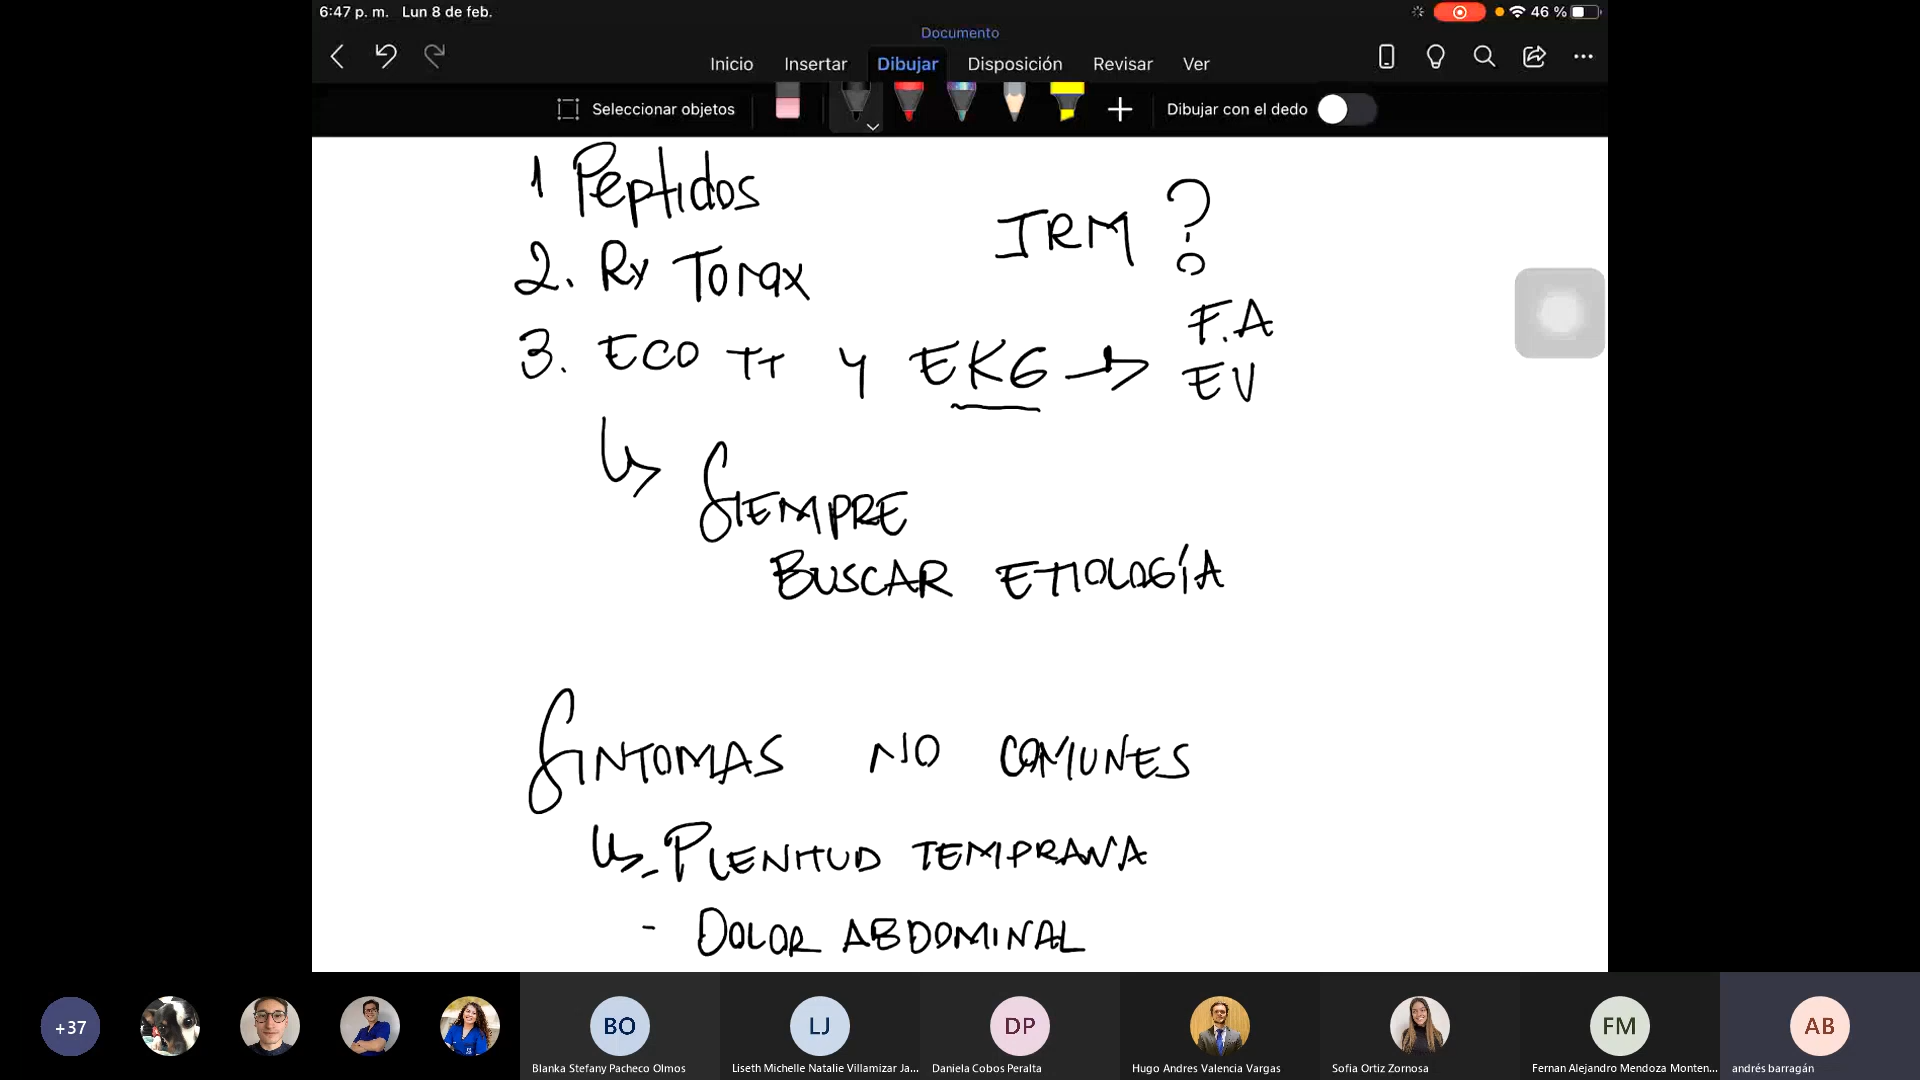 6:47 p. m. Lun 8 de feb.
46 %
Documento
Inicio Insertar Dibujar Disposición Revisar Ver
Seleccionar objetos
Dibujar con el dedo
1 Peptidos
IRM ?
2. Rx Torax
F.A
3. ECO TT y EKG →
EV
↳ SIEMPRE
BUSCAR ETIOLOGÍA
SINTOMAS NO COMUNES
↳ - PLENITUD TEMPRANA
- DOLOR ABDOMINAL
+37
BO LJ DP FM AB
Blanka Stefany Pacheco Olmos
Liseth Michelle Natalie Villamizar Ja...
Daniela Cobos Peralta
Hugo Andres Valencia Vargas
Sofia Ortiz Zornosa
Fernan Alejandro Mendoza Monten...
andrés barragán